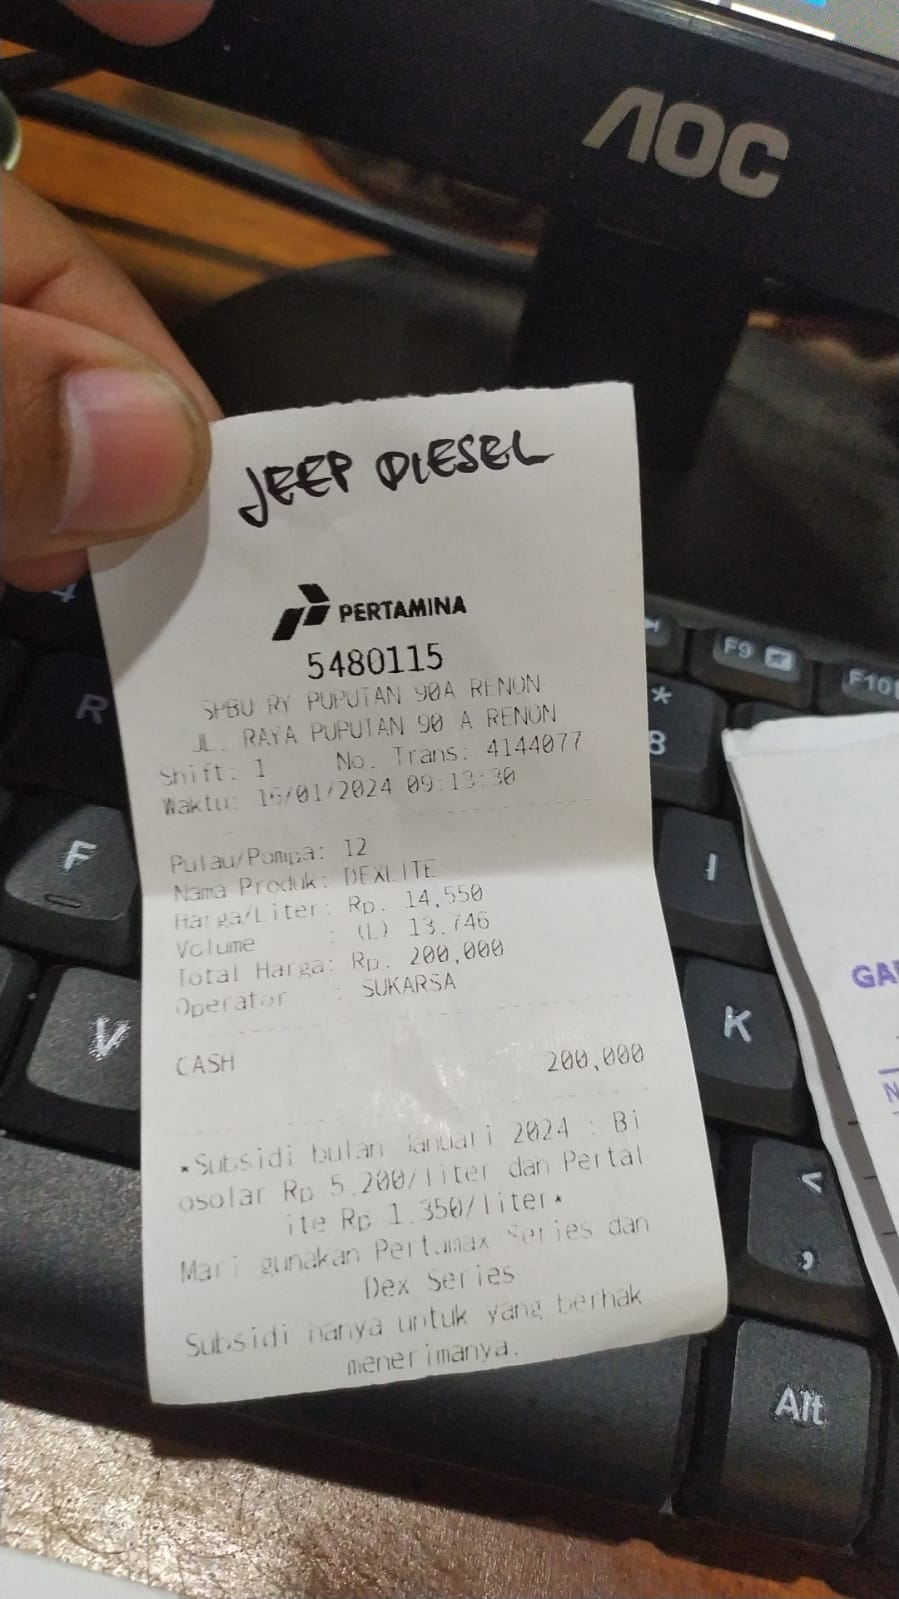 AOC
JEEP DIESEL
PERTAMINA
5480115
SPBU RY PUPUTAN 90A RENON
JL. RAYA PUPUTAN 90 A RENON
Shift: 1 No. Trans: 4144077
Waktu: 16/01/2024 09:13:30
Pulau/Pompa: 12
Nama Produk: DEXLITE
Harga/Liter: Rp. 14,550
Volume : (L) 13.746
Total Harga: Rp. 200,000
Operator : SUKARSA
CASH 200,000
*Subsidi bulan Januari 2024 : Bi
osolar Rp 5.200/liter dan Pertal
ite Rp 1.350/liter*
Mari gunakan Pertamax Series dan
Dex Series
Subsidi hanya untuk yang berhak
menerimanya.
F9
F10
R
*
8
F
I
V
K
<
,
Alt
GA
N